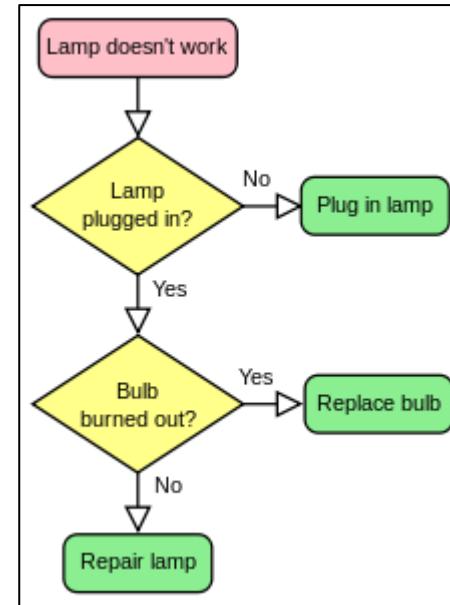 Lamp doesn't work
Lamp
plugged in?
No
Plug in lamp
Yes
Bulb
burned out?
Yes
Replace bulb
No
Repair lamp